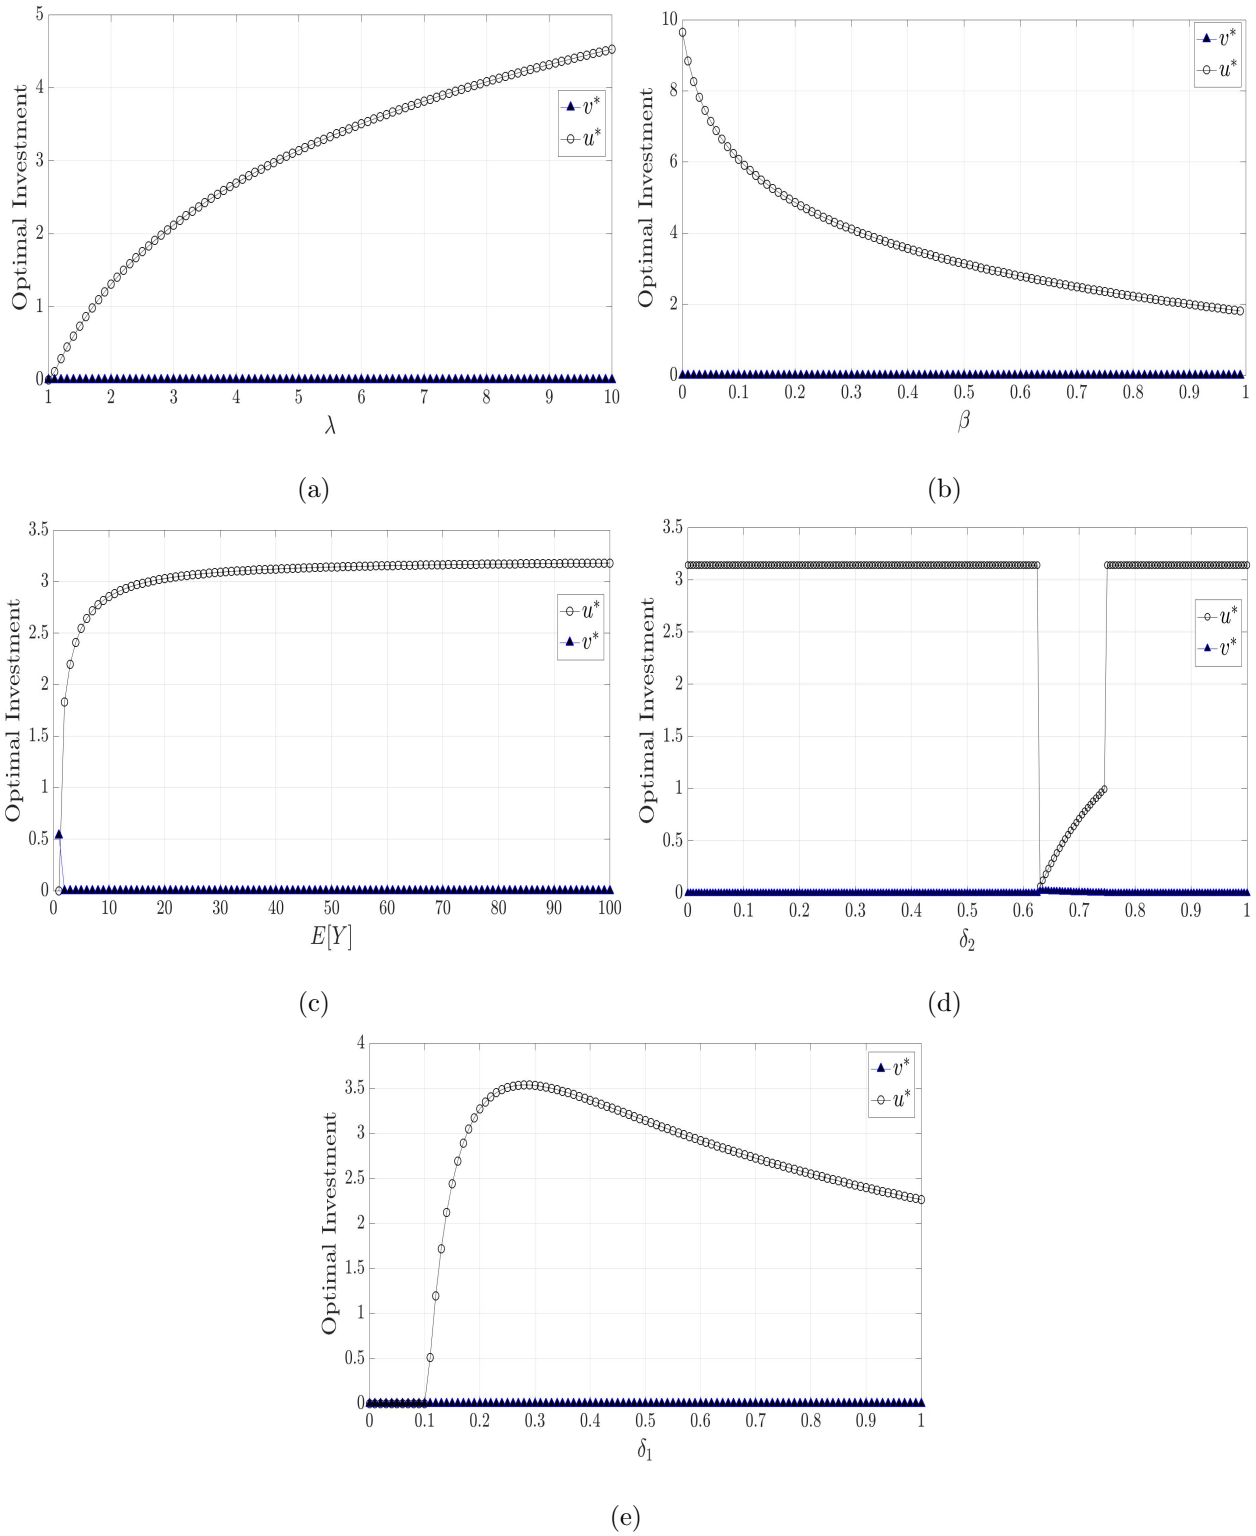 5
4
3
2
1
0
Optimal Investment
v*
u*
1 2 3 4 5 6 7 8 9 10
λ
(a)
10
8
6
4
2
0
Optimal Investment
v*
u*
0 0.1 0.2 0.3 0.4 0.5 0.6 0.7 0.8 0.9 1
β
(b)
3.5
3
2.5
2
1.5
1
0.5
0
Optimal Investment
u*
v*
0 10 20 30 40 50 60 70 80 90 100
E[Y]
(c)
3.5
3
2.5
2
1.5
1
0.5
0
Optimal Investment
u*
v*
0 0.1 0.2 0.3 0.4 0.5 0.6 0.7 0.8 0.9 1
δ₂
(d)
4
3.5
3
2.5
2
1.5
1
0.5
0
Optimal Investment
v*
u*
0 0.1 0.2 0.3 0.4 0.5 0.6 0.7 0.8 0.9 1
δ₁
(e)